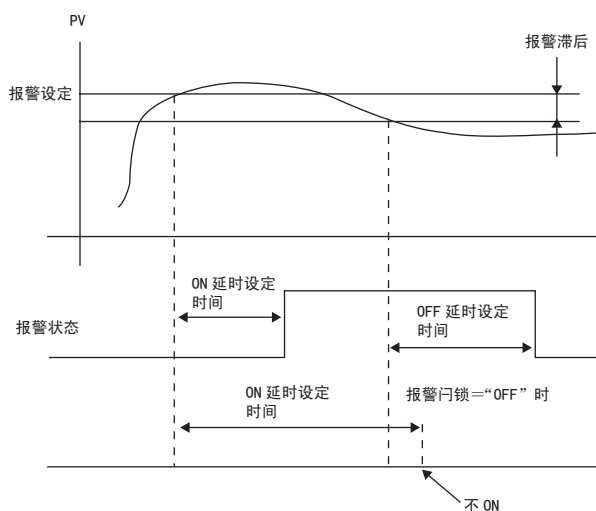 PV
报警滞后
报警设定
ON 延时设定
时间
OFF 延时设定
时间
报警状态
ON 延时设定
时间
报警闩锁＝“OFF”时
不 ON